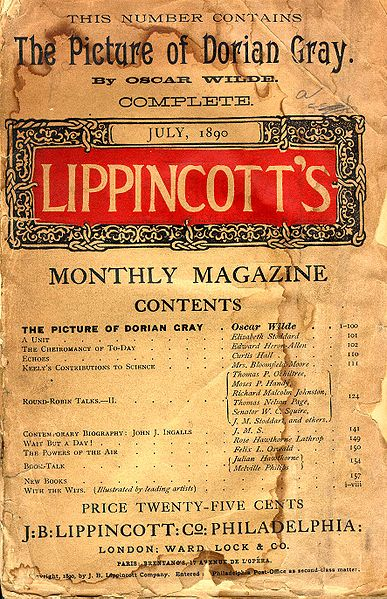 THIS NUMBER CONTAINS
The Picture of Dorian Gray.
BY OSCAR WILDE.
COMPLETE.
JULY, 1890
LIPPINCOTT'S
MONTHLY MAGAZINE
CONTENTS
THE PICTURE OF DORIAN GRAY . Oscar Wilde . . 1-100
A UNIT . . . . . Elizabeth Stoddard . 101
THE CHEIROMANCY OF TO-DAY . . . Edward Heron-Allen . 102
ECHOES . . . . . Curtis Hall . . 110
KEELY'S CONTRIBUTIONS TO SCIENCE . . Mrs. Bloomfield-Moore . 111
ROUND-ROBIN TALKS.—II. . . . Thomas P. Ochiltree,
Moses P. Handy,
Richard Malcolm Johnston,
Thomas Nelson Page,
Senator W. C. Squire,
J. M. Stoddart, and others. 124
CONTEMPORARY BIOGRAPHY: JOHN J. INGALLS . J. M. S. . . 141
WAIT BUT A DAY! . . . . Rose Hawthorne Lathrop 149
THE POWERS OF THE AIR . . . Felix L. Oswald . 150
BOOK-TALK . . . . Julian Hawthorne
Melville Philips 154
NEW BOOKS . . . . . 157
WITH THE WITS. (Illustrated by leading artists) . . . i-viii
PRICE TWENTY-FIVE CENTS
J:B:LIPPINCOTT:Co:PHILADELPHIA:
LONDON: WARD, LOCK & CO.
PARIS: BRENTANO'S, 17 AVENUE DE L'OPERA.
right, 1890, by J. B. Lippincott Company. Entered Philadelphia Post-Office as second-class matter.